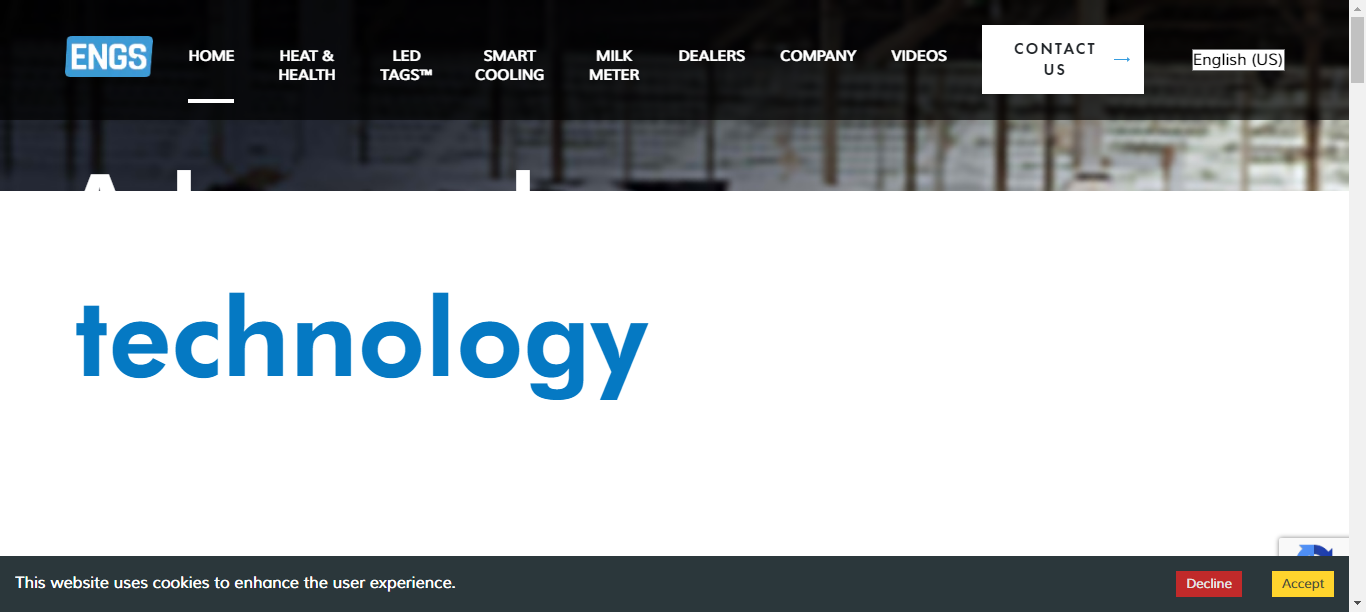 ENGS
HOME
HEAT &
HEALTH
LED
TAGS™
SMART
COOLING
MILK
METER
DEALERS
COMPANY
VIDEOS
CONTACT
US
English (US)
technology
This website uses cookies to enhance the user experience.
Decline
Accept